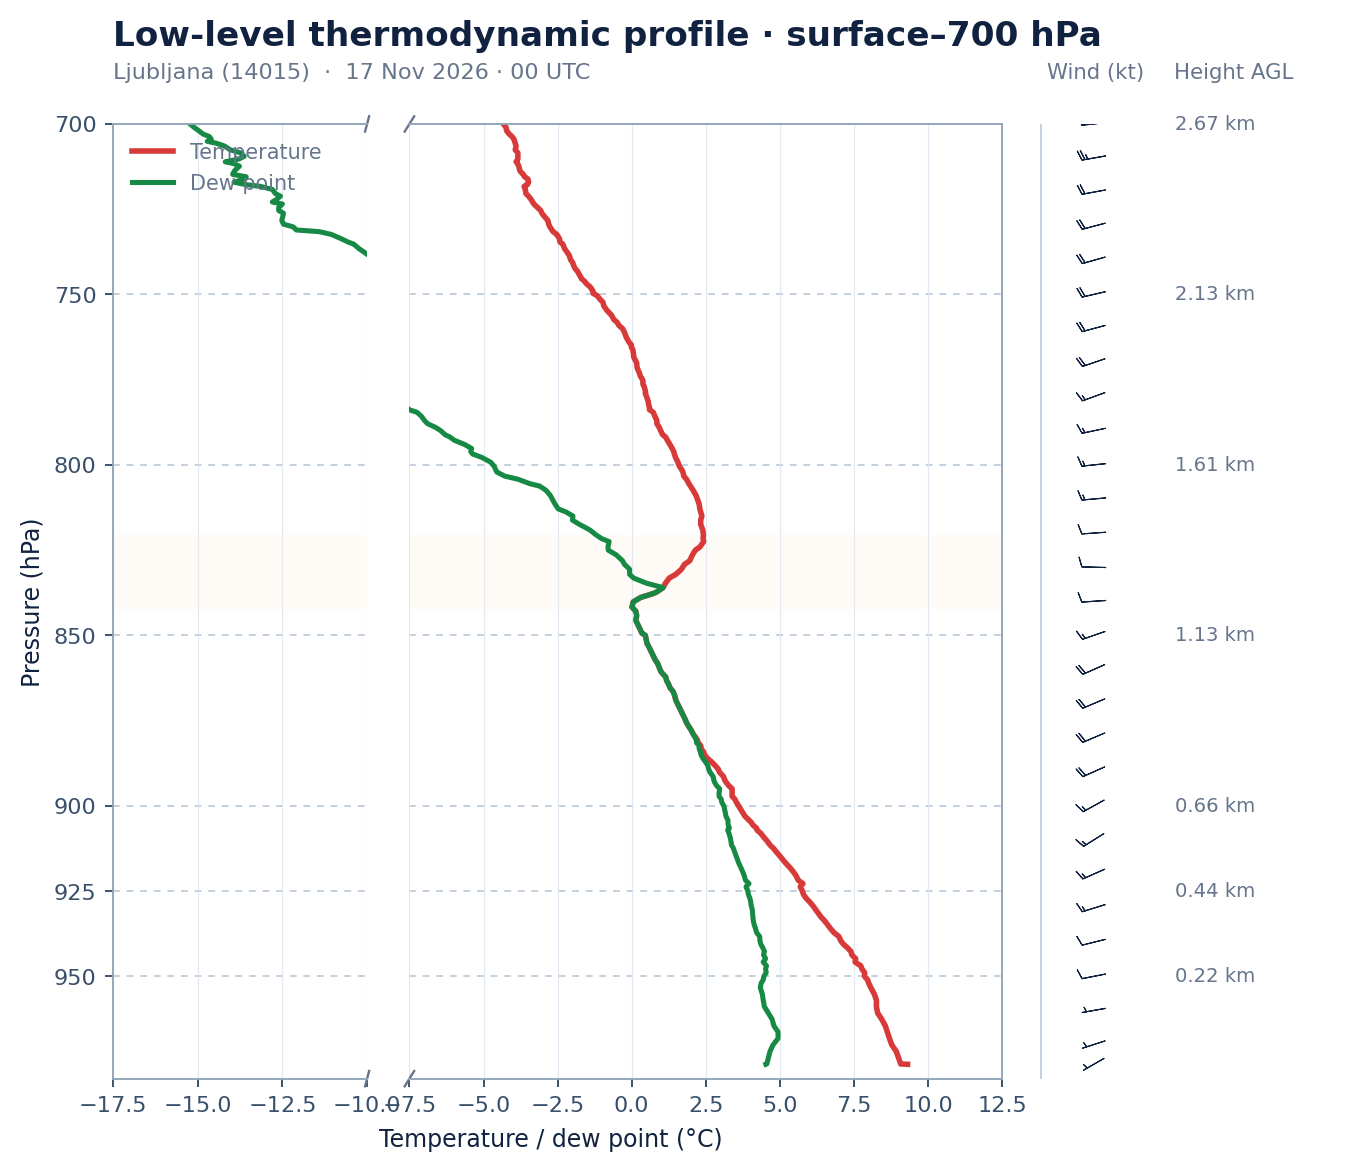 Low-level thermodynamic profile · surface–700 hPa
Ljubljana (14015) · 17 Nov 2026 · 00 UTC
Wind (kt)
Height AGL
700
750
800
850
900
925
950
Pressure (hPa)
Temperature
Dew point
2.67 km
2.13 km
1.61 km
1.13 km
0.66 km
0.44 km
0.22 km
−17.5 −15.0 −12.5 −10.0 −7.5 −5.0 −2.5 0.0 2.5 5.0 7.5 10.0 12.5
Temperature / dew point (°C)